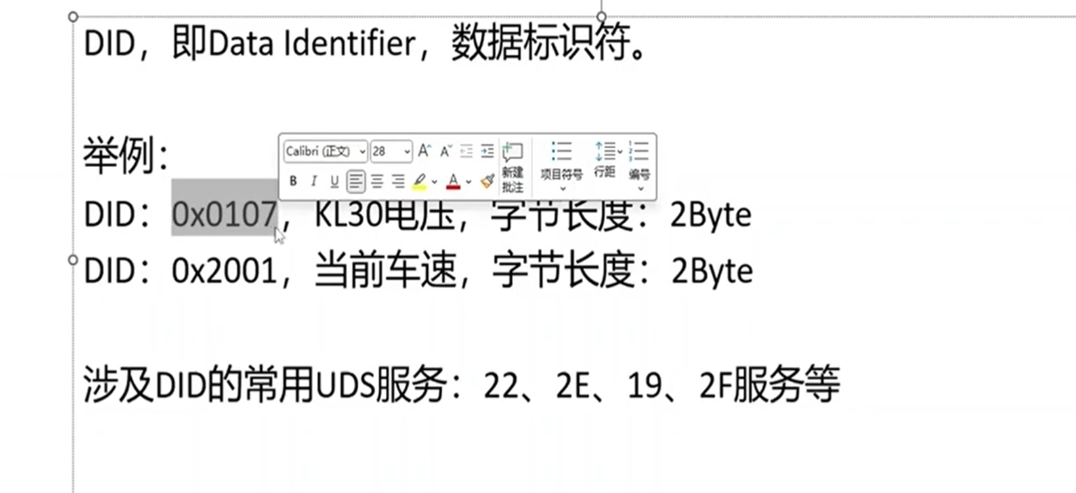 DID，即Data Identifier，数据标识符。
举例：
Calibri (正文) 28
B I U A
新建批注 项目符号 行距 编号
DID：0x0107，KL30电压，字节长度：2Byte
DID：0x2001，当前车速，字节长度：2Byte
涉及DID的常用UDS服务：22、2E、19、2F服务等